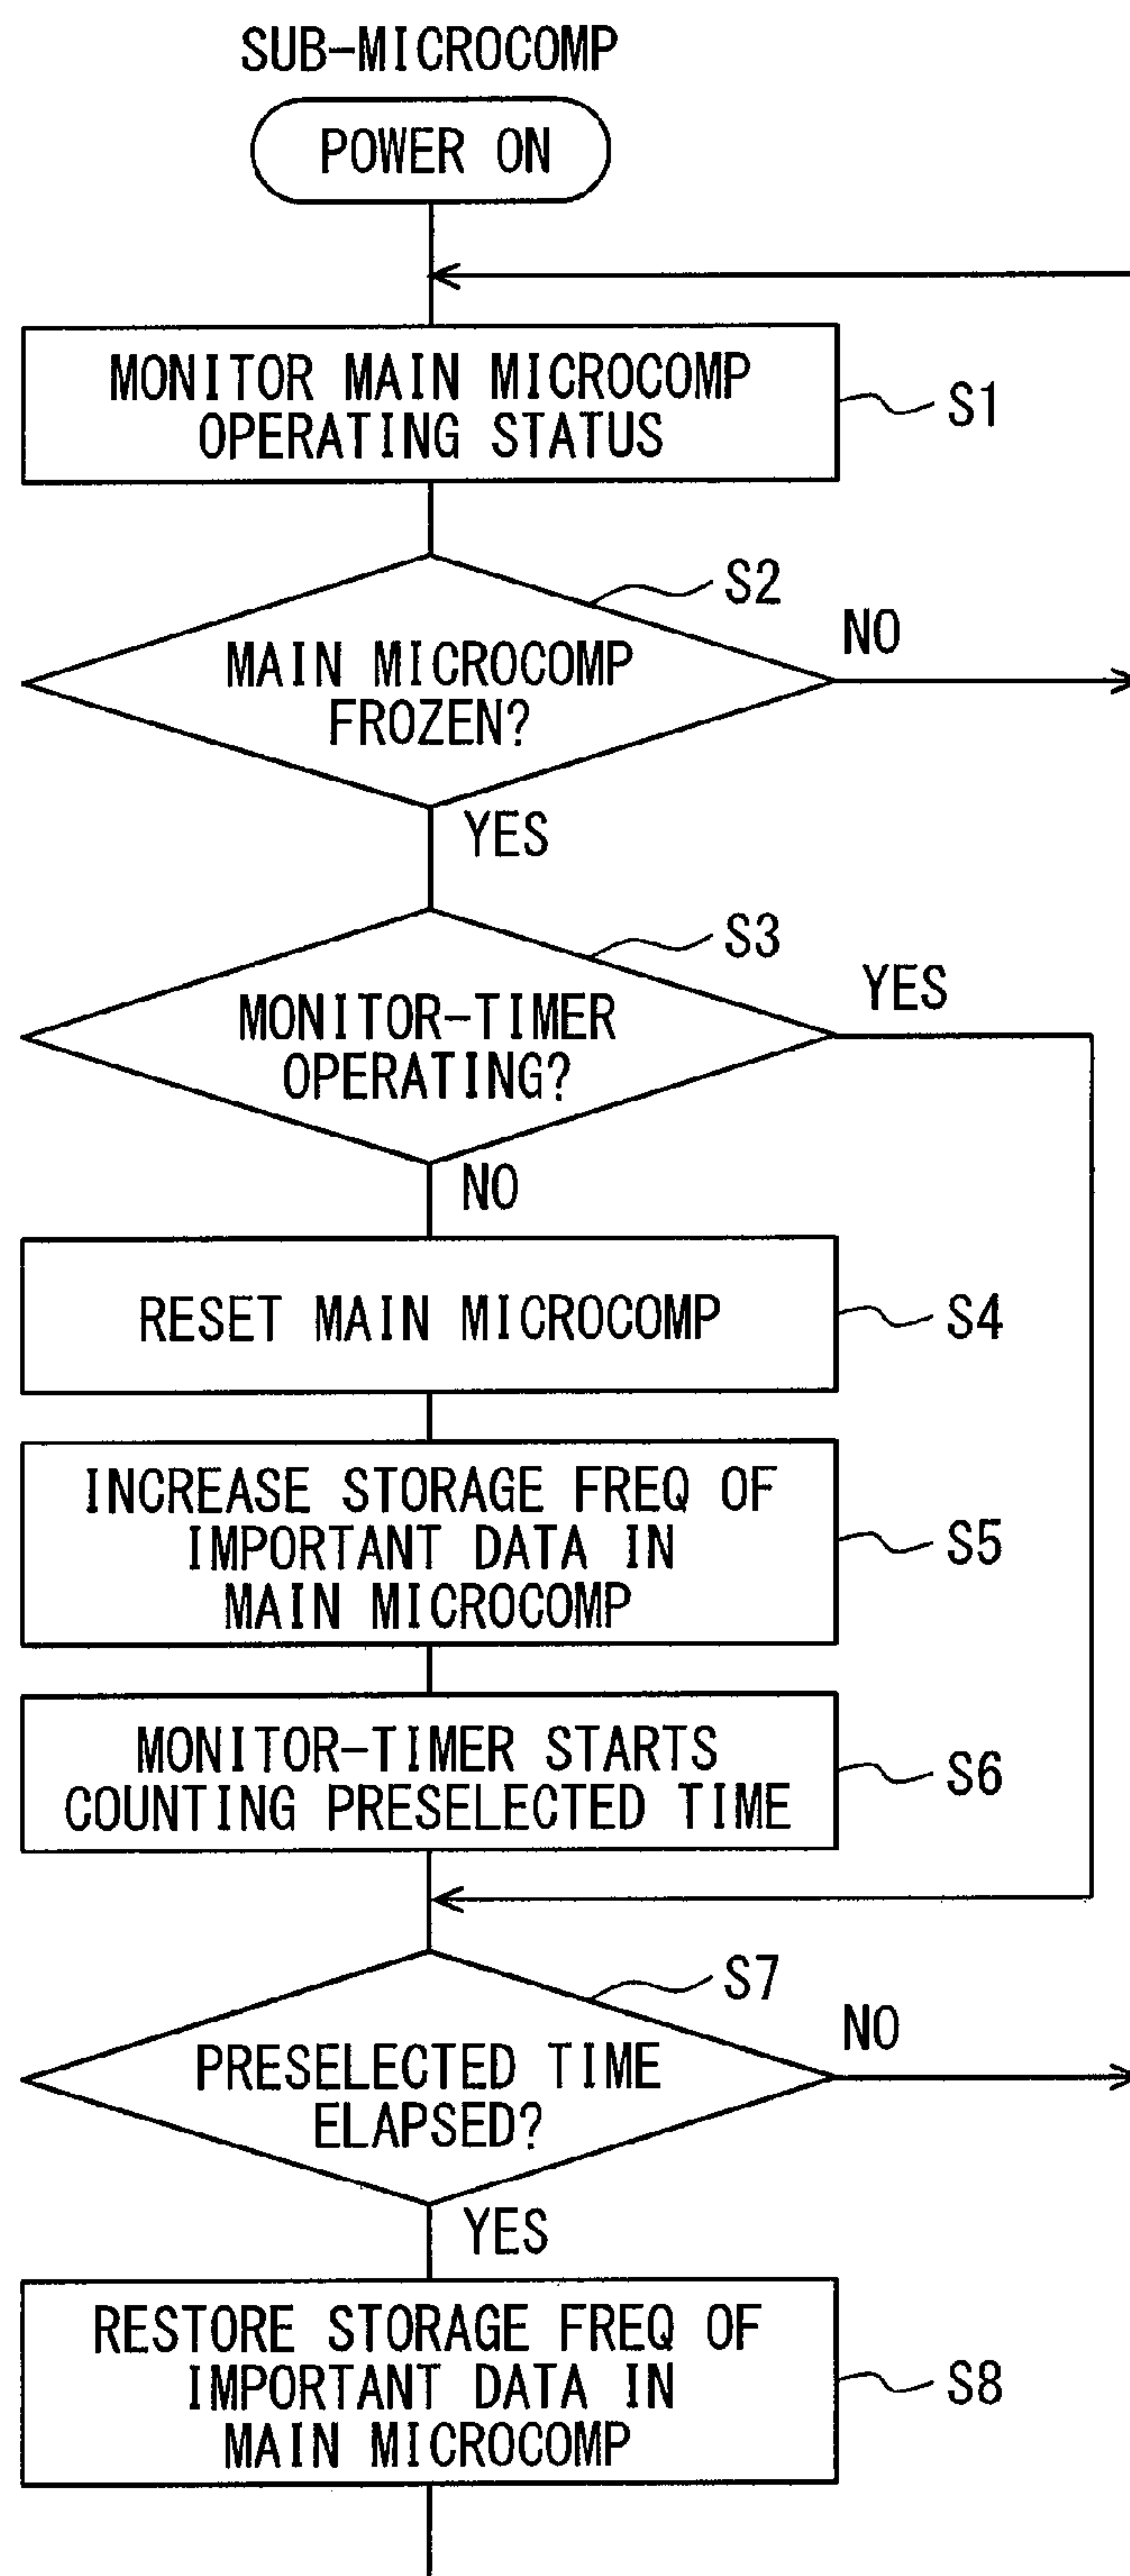 SUB-MICROCOMP
POWER ON
MONITOR MAIN MICROCOMP
OPERATING STATUS
S1
S2
MAIN MICROCOMP
FROZEN?
NO
YES
S3
MONITOR-TIMER
OPERATING?
YES
NO
RESET MAIN MICROCOMP
S4
INCREASE STORAGE FREQ OF
IMPORTANT DATA IN
MAIN MICROCOMP
S5
MONITOR-TIMER STARTS
COUNTING PRESELECTED TIME
S6
S7
PRESELECTED TIME
ELAPSED?
NO
YES
RESTORE STORAGE FREQ OF
IMPORTANT DATA IN
MAIN MICROCOMP
S8